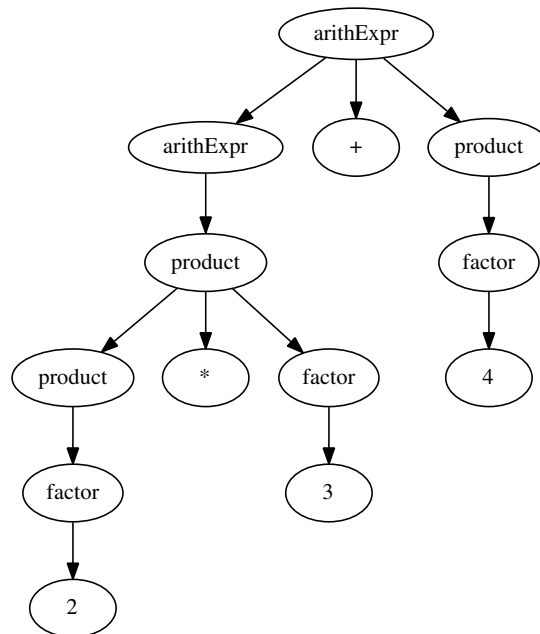 arithExpr
arithExpr + product
product factor
product * factor 4
factor 3
2